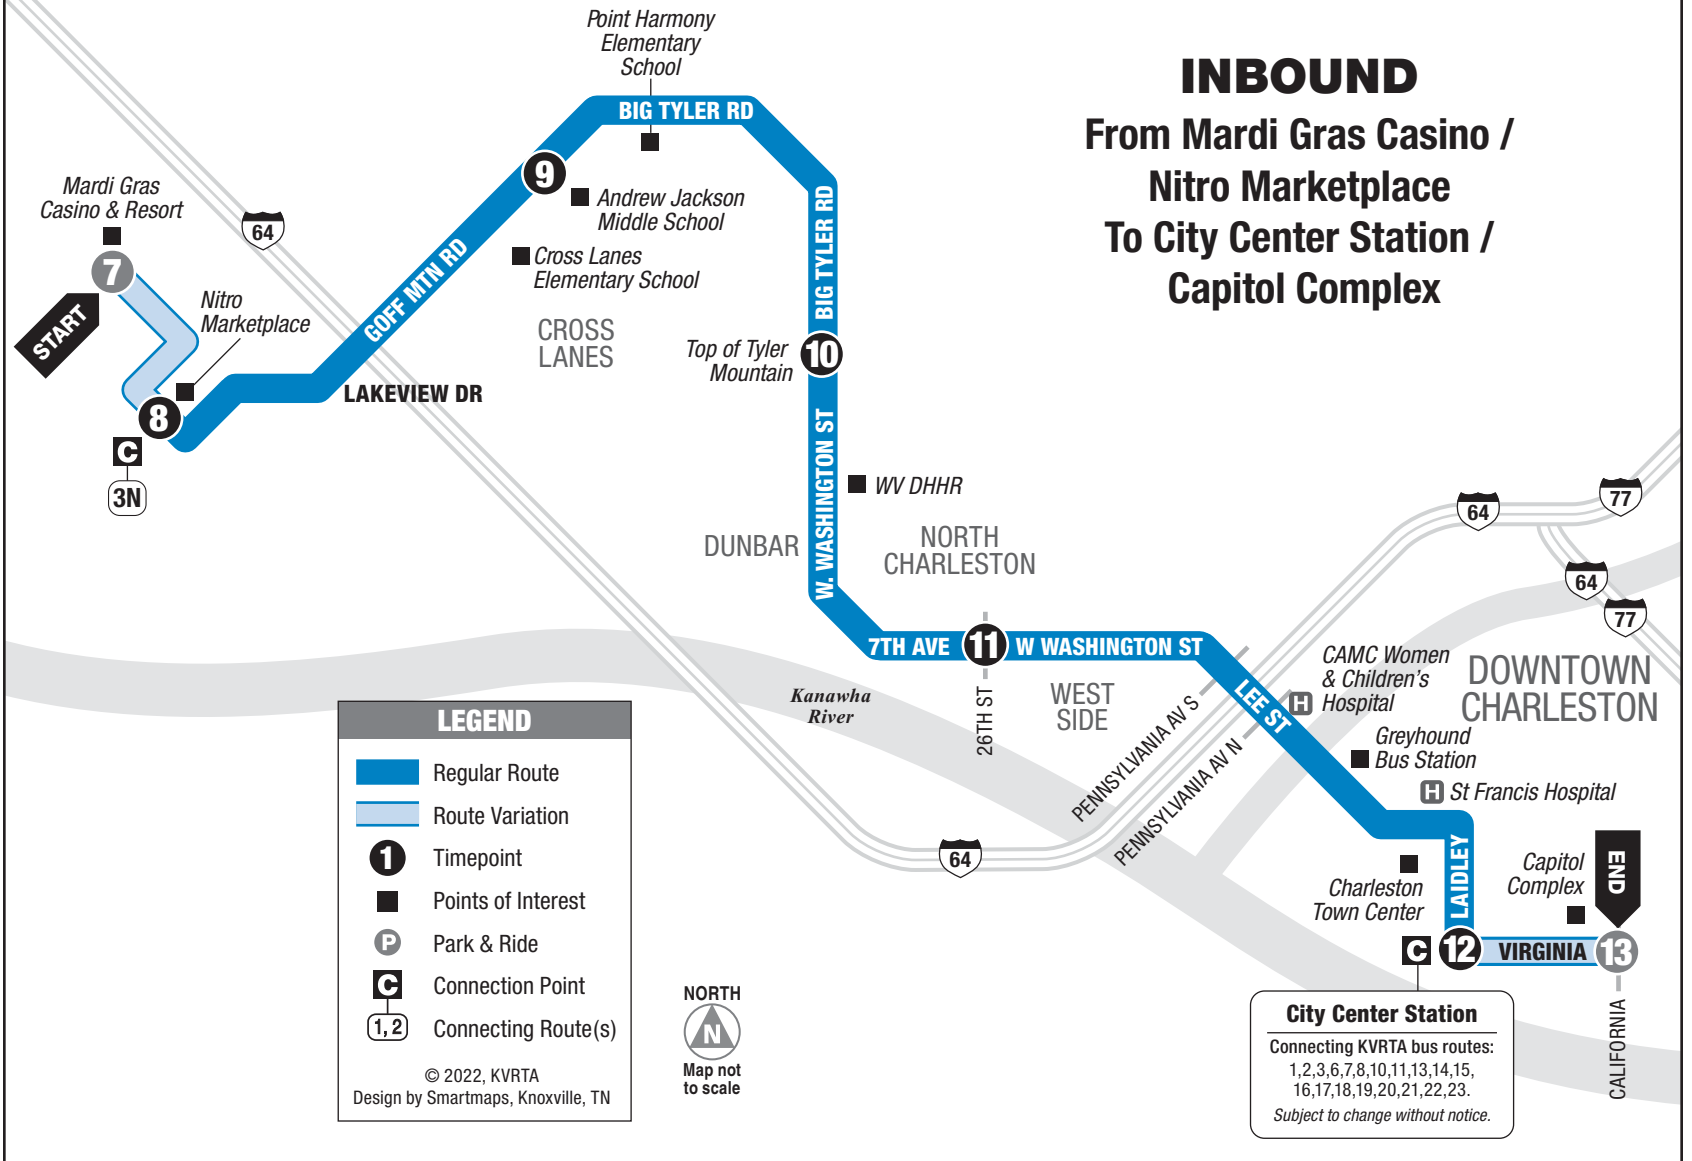 INBOUND
From Mardi Gras Casino /
Nitro Marketplace
To City Center Station /
Capitol Complex
Point Harmony
Elementary
School
BIG TYLER RD
9
Andrew Jackson
Middle School
Cross Lanes
Elementary School
Mardi Gras
Casino & Resort
64
7
START
Nitro
Marketplace
GOFF MTN RD
CROSS
LANES
BIG TYLER RD
Top of Tyler
Mountain
10
LAKEVIEW DR
8
C
3N
W. WASHINGTON ST
WV DHHR
DUNBAR
NORTH
CHARLESTON
64
77
64
77
7TH AVE
11
W WASHINGTON ST
26TH ST
WEST
SIDE
Kanawha
River
PENNSYLVANIA AV S
PENNSYLVANIA AV N
LEE ST
H
CAMC Women
& Children's
Hospital
DOWNTOWN
CHARLESTON
Greyhound
Bus Station
H
St Francis Hospital
64
LAIDLEY
Charleston
Town Center
Capitol
Complex
END
C
12
VIRGINIA
13
CALIFORNIA
City Center Station
Connecting KVRTA bus routes:
1,2,3,6,7,8,10,11,13,14,15,
16,17,18,19,20,21,22,23.
Subject to change without notice.
LEGEND
Regular Route
Route Variation
1
Timepoint
Points of Interest
P
Park & Ride
C
Connection Point
1, 2
Connecting Route(s)
© 2022, KVRTA
Design by Smartmaps, Knoxville, TN
NORTH
N
Map not
to scale